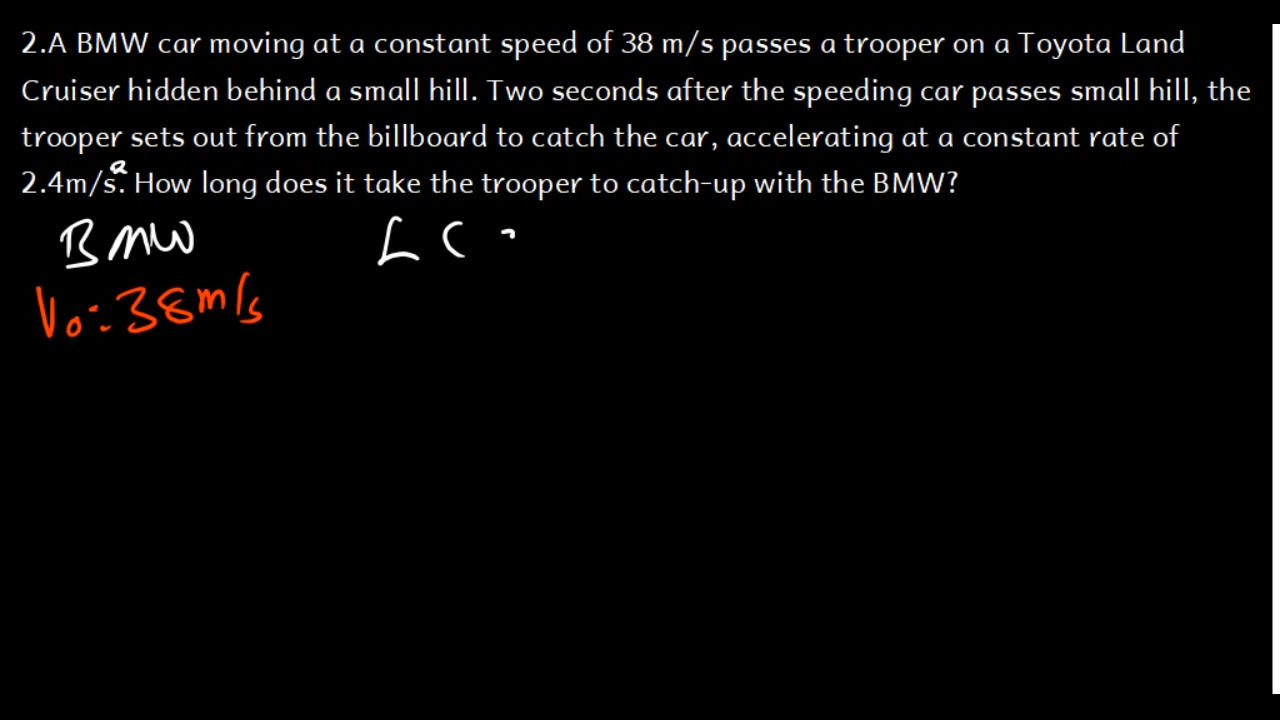 2.A BMW car moving at a constant speed of 38 m/s passes a trooper on a Toyota Land
Cruiser hidden behind a small hill. Two seconds after the speeding car passes small hill, the
trooper sets out from the billboard to catch the car, accelerating at a constant rate of
2.4m/s². How long does it take the trooper to catch-up with the BMW?
BMW L C
V₀ = 38 m/s